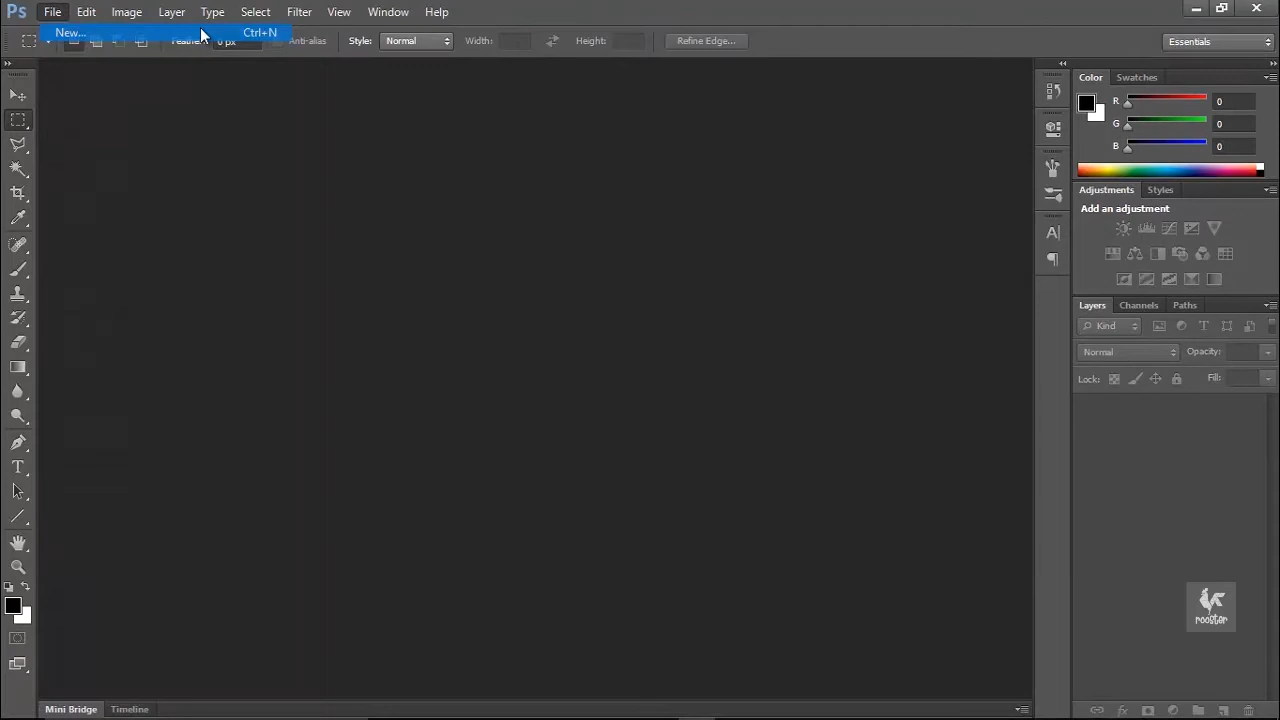 Ps File Edit Image Layer Type Select Filter View Window Help
New... Ctrl+N
Feather: 0 px Anti-alias Style: Normal Width: Height: Refine Edge... Essentials
Color Swatches
R 0
G 0
B 0
Adjustments Styles
Add an adjustment
Layers Channels Paths
Kind
Normal Opacity:
Lock: Fill:
rooster
Mini Bridge Timeline